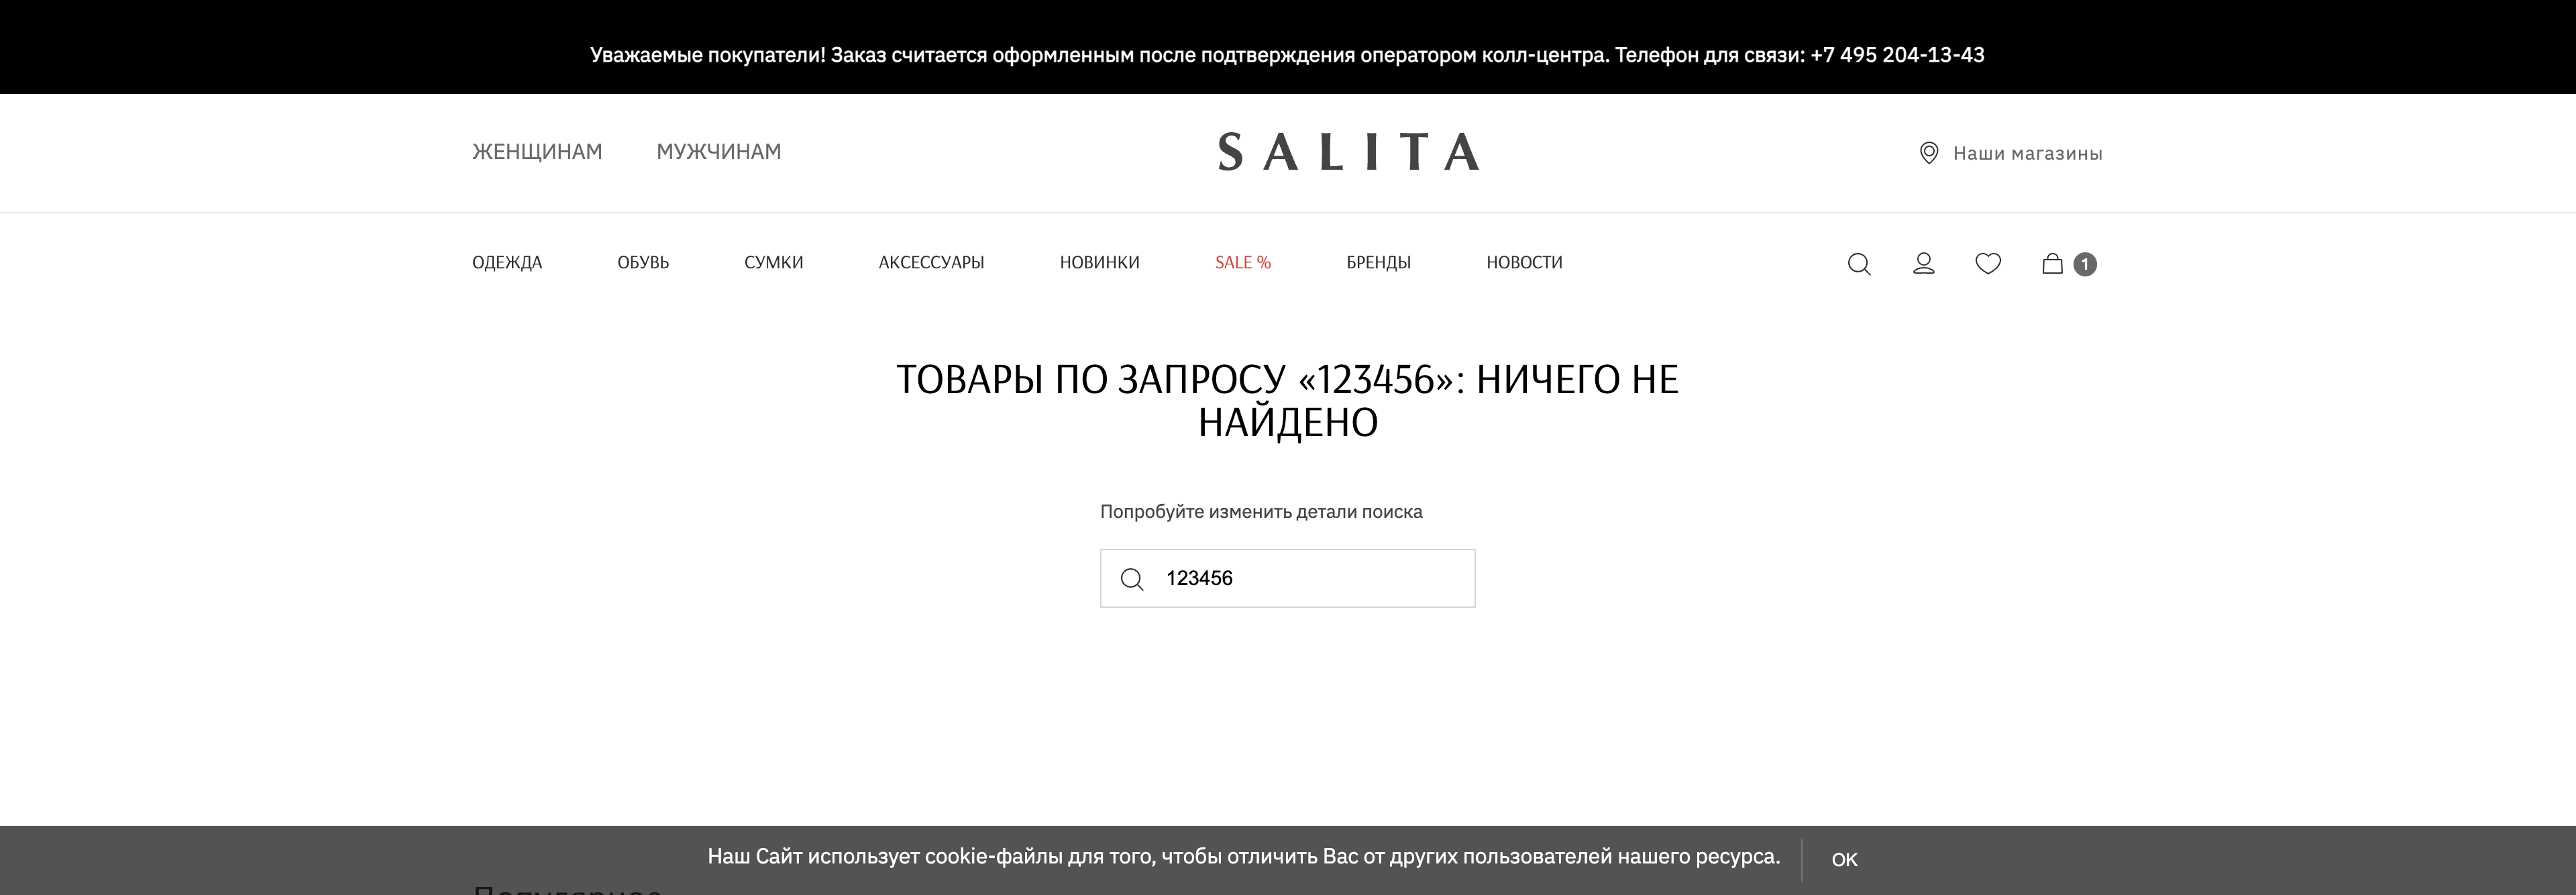 Уважаемые покупатели! Заказ считается оформленным после подтверждения оператором колл-центра. Телефон для связи: +7 495 204-13-43
ЖЕНЩИНАМ МУЖЧИНАМ SALITA Наши магазины
ОДЕЖДА ОБУВЬ СУМКИ АКСЕССУАРЫ НОВИНКИ SALE % БРЕНДЫ НОВОСТИ 1
ТОВАРЫ ПО ЗАПРОСУ «123456»: НИЧЕГО НЕ
НАЙДЕНО
Попробуйте изменить детали поиска
123456
Наш Сайт использует cookie-файлы для того, чтобы отличить Вас от других пользователей нашего ресурса. OK